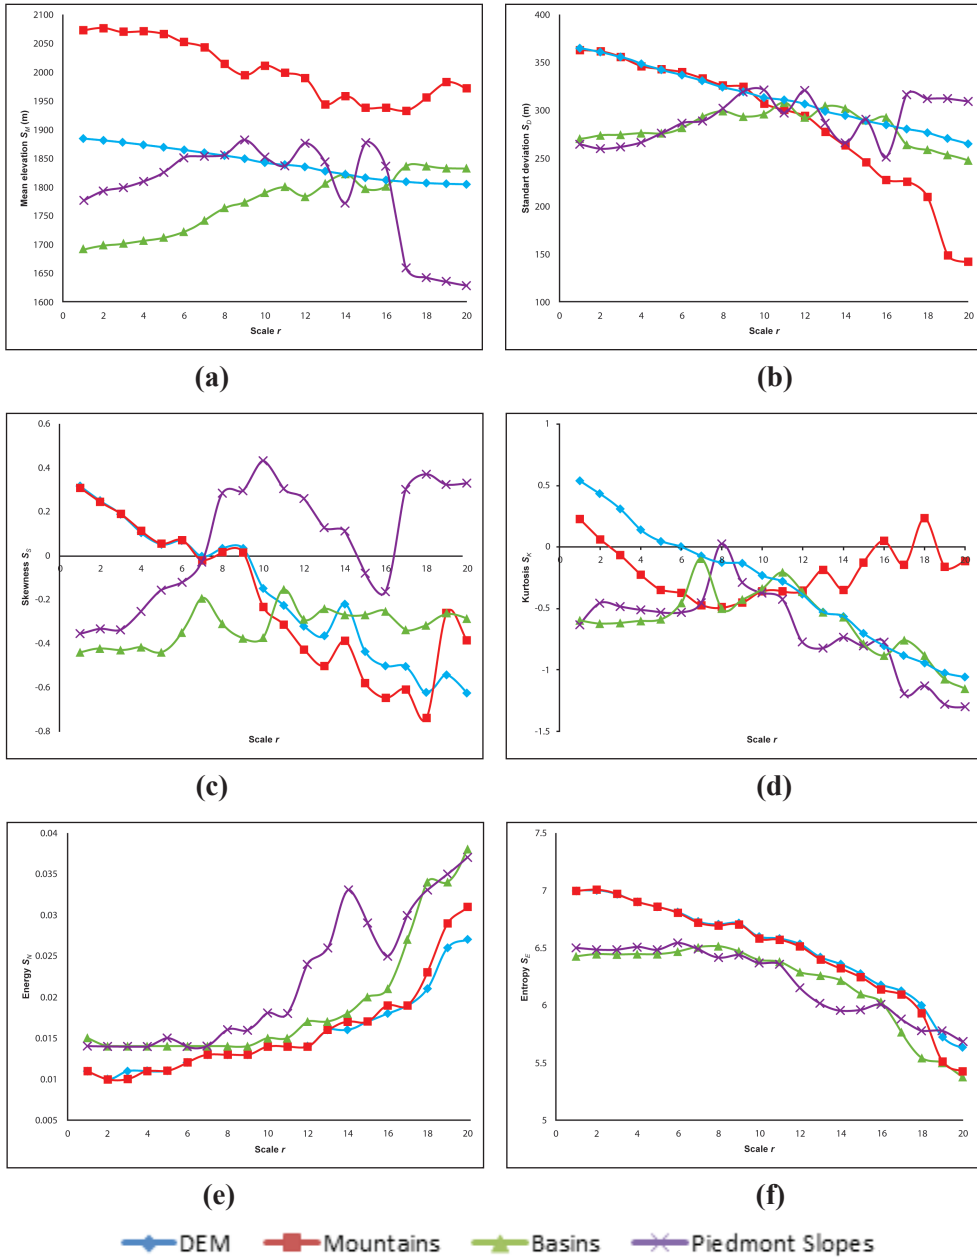 2100
2050
2000
1950
1900
1850
1800
1750
1700
1650
1600
Mean elevation S_M (m)
0 2 4 6 8 10 12 14 16 18 20
Scale r
(a)
400
350
300
250
200
150
100
Standart deviation S_D (m)
0 2 4 6 8 10 12 14 16 18 20
Scale r
(b)
0.6
0.4
0.2
0
-0.2
-0.4
-0.6
-0.8
Skewness S_S
0 2 4 6 8 10 12 14 16 18 20
Scale r
(c)
1
0.5
0
-0.5
-1
-1.5
Kurtosis S_K
0 2 4 6 8 10 12 14 16 18 20
Scale r
(d)
0.04
0.035
0.03
0.025
0.02
0.015
0.01
0.005
Energy S_N
0 2 4 6 8 10 12 14 16 18 20
Scale r
(e)
7.5
7
6.5
6
5.5
5
Entropy S_E
0 2 4 6 8 10 12 14 16 18 20
Scale r
(f)
DEM Mountains Basins Piedmont Slopes